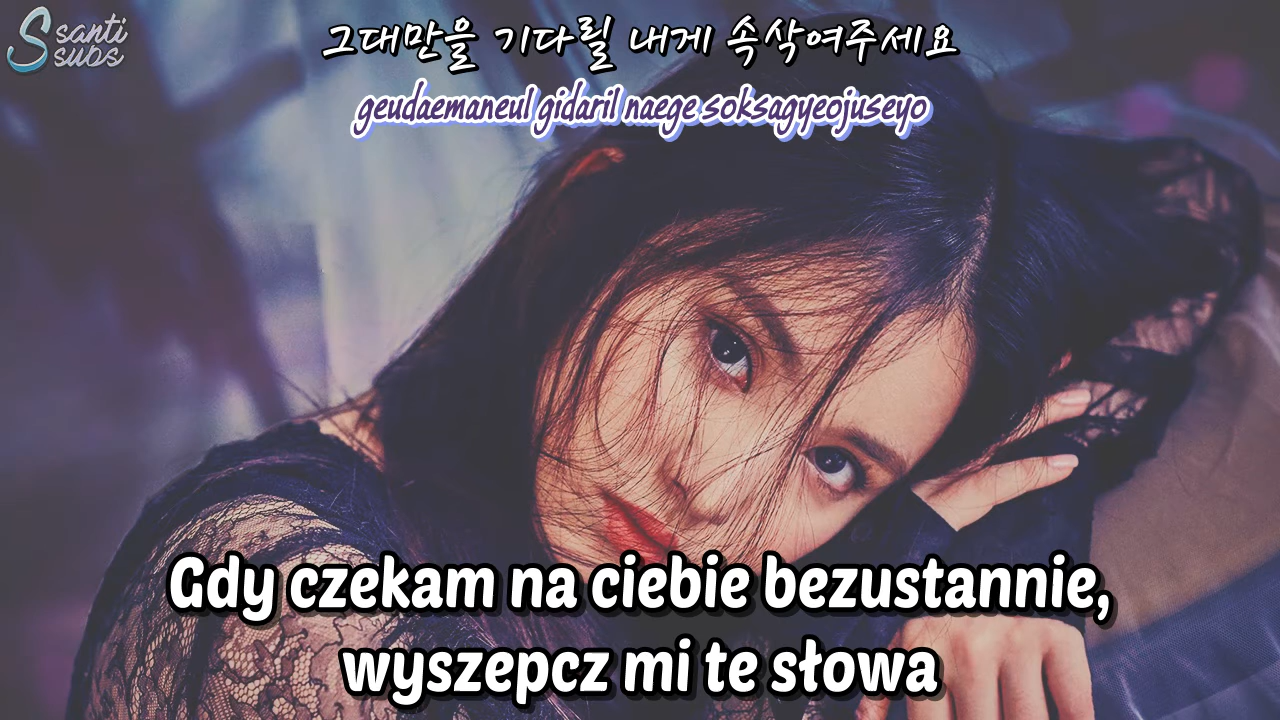 Ssanti
subs
그대만을 기다릴 내게 속삭여주세요
geudaemaneul gidaril naege soksagyeojuseyo
Gdy czekam na ciebie bezustannie,
wyszepcz mi te słowa